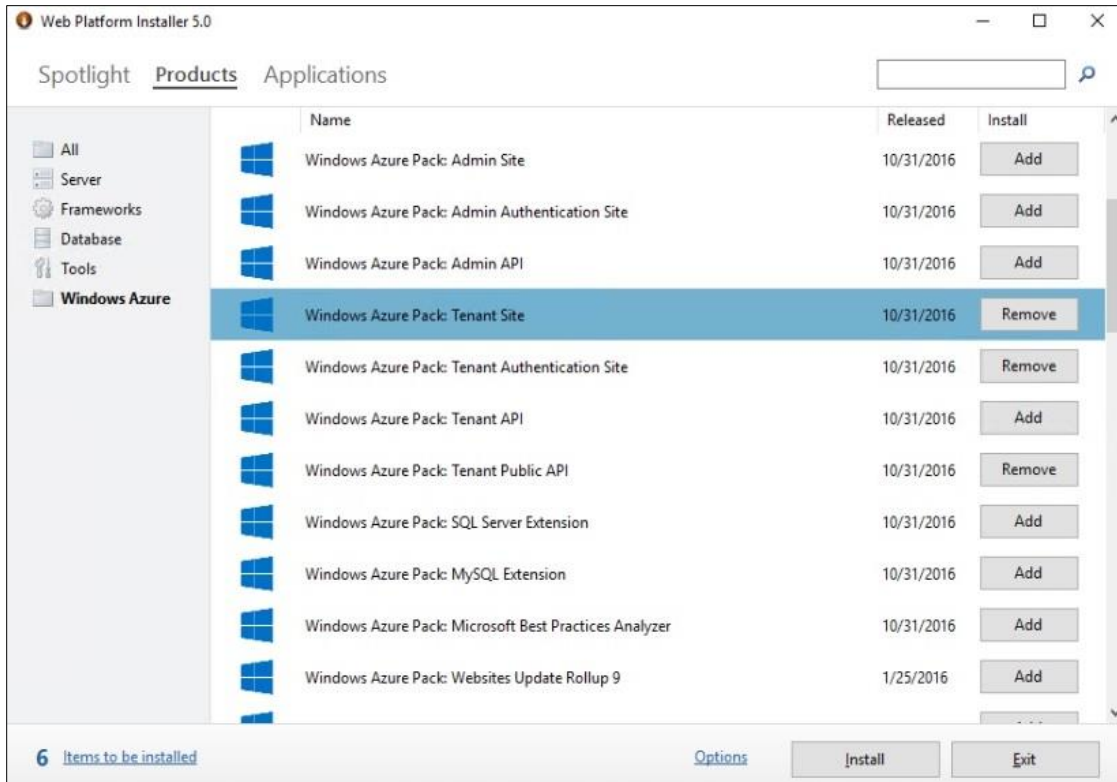 Web Platform Installer 5.0
Spotlight Products Applications
Name Released Install
All
Server
Frameworks
Database
Tools
Windows Azure
Windows Azure Pack: Admin Site 10/31/2016 Add
Windows Azure Pack: Admin Authentication Site 10/31/2016 Add
Windows Azure Pack: Admin API 10/31/2016 Add
Windows Azure Pack: Tenant Site 10/31/2016 Remove
Windows Azure Pack: Tenant Authentication Site 10/31/2016 Remove
Windows Azure Pack: Tenant API 10/31/2016 Add
Windows Azure Pack: Tenant Public API 10/31/2016 Remove
Windows Azure Pack: SQL Server Extension 10/31/2016 Add
Windows Azure Pack: MySQL Extension 10/31/2016 Add
Windows Azure Pack: Microsoft Best Practices Analyzer 10/31/2016 Add
Windows Azure Pack: Websites Update Rollup 9 1/25/2016 Add
6 Items to be installed Options Install Exit